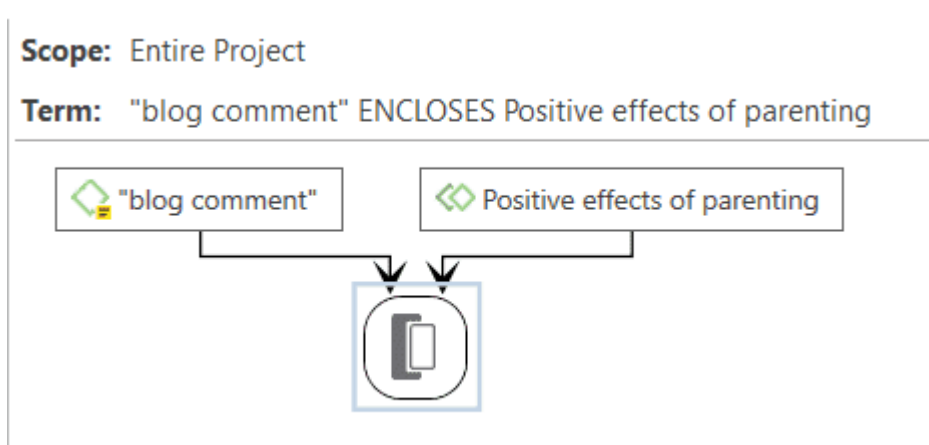 Scope: Entire Project
Term: "blog comment" ENCLOSES Positive effects of parenting
"blog comment"
Positive effects of parenting